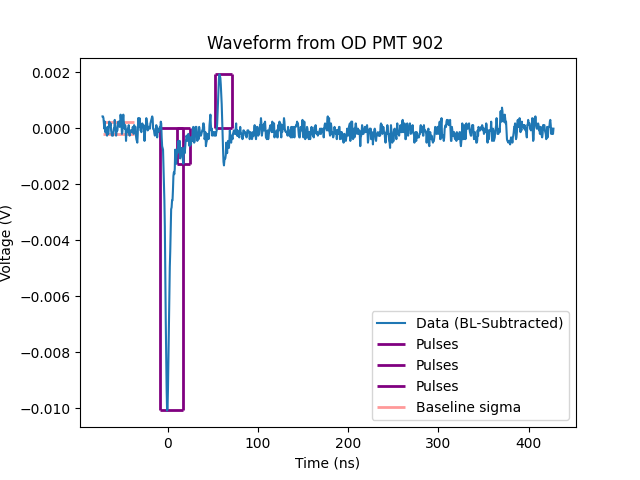 Waveform from OD PMT 902
0.002
0.000
−0.002
−0.004
−0.006
−0.008
−0.010
Voltage (V)
0
100
200
300
400
Time (ns)
Data (BL-Subtracted)
Pulses
Pulses
Pulses
Baseline sigma